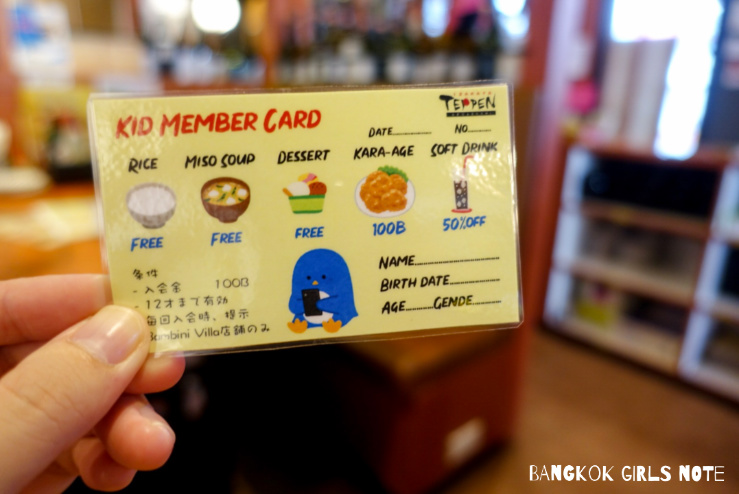 KID MEMBER CARD
TEPPEN
DATE.............. NO.........
RICE MISO SOUP DESSERT KARA-AGE SOFT DRINK
FREE FREE FREE 100B 50%OFF
条件
- 入会金 100B
- 12才まで有効
毎回入会時、提示
Bambini Villa店舗のみ
NAME..............................
BIRTH DATE..................
AGE.........GENDE..........
BANGKOK GIRLS NOTE